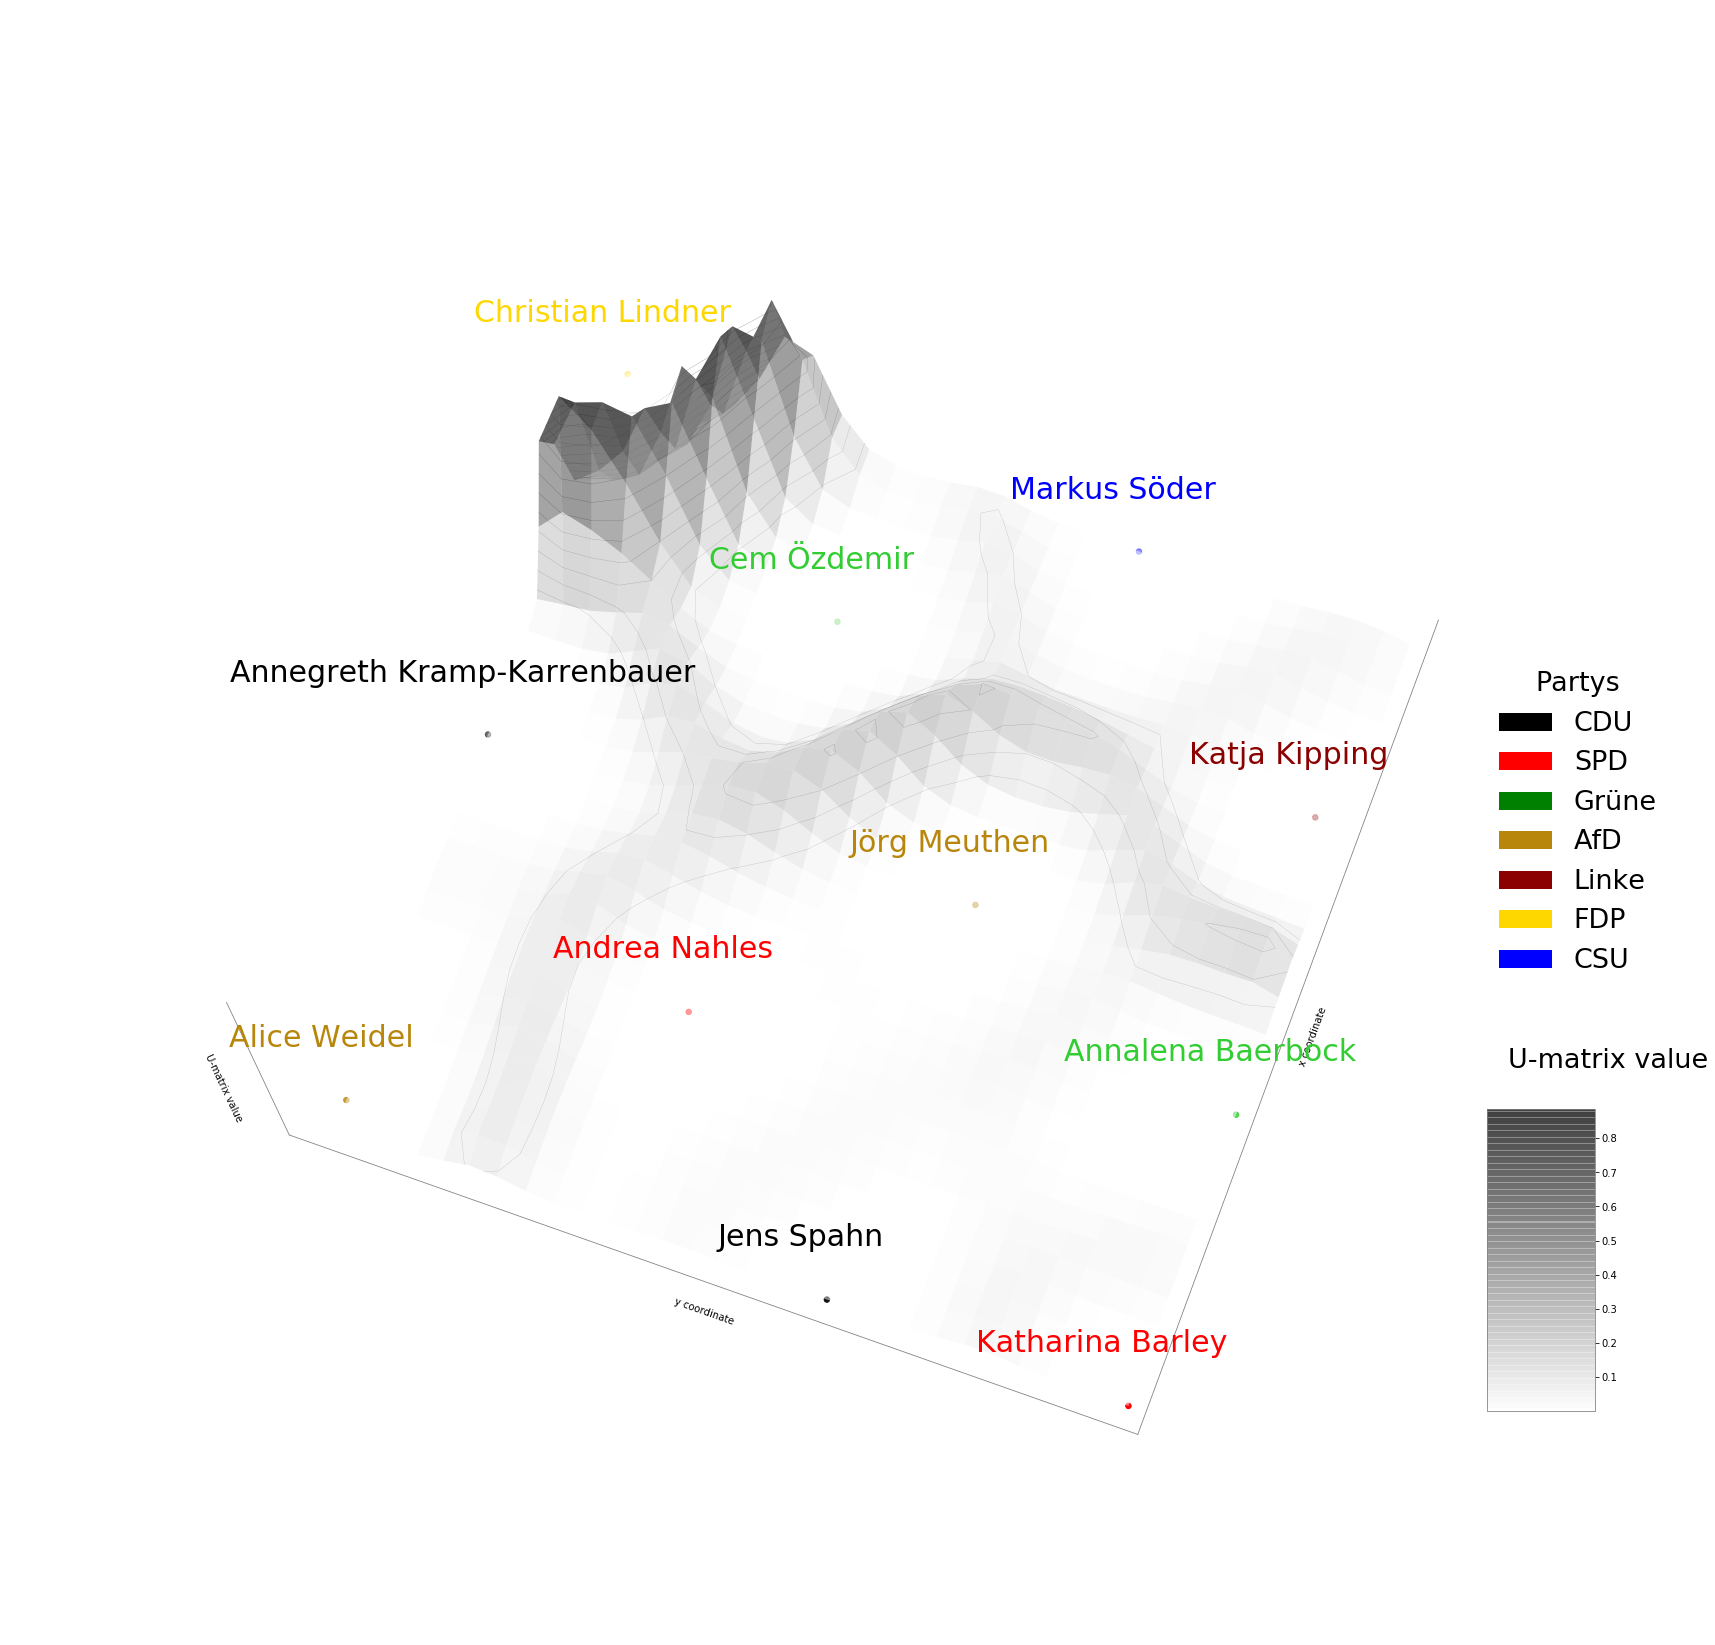 Christian Lindner
Markus Söder
Cem Özdemir
Annegreth Kramp-Karrenbauer
Katja Kipping
Jörg Meuthen
Andrea Nahles
Alice Weidel
Annalena Baerbock
Jens Spahn
Katharina Barley
U-matrix value
y coordinate
x coordinate
Partys
CDU
SPD
Grüne
AfD
Linke
FDP
CSU
U-matrix value
0.8
0.7
0.6
0.5
0.4
0.3
0.2
0.1